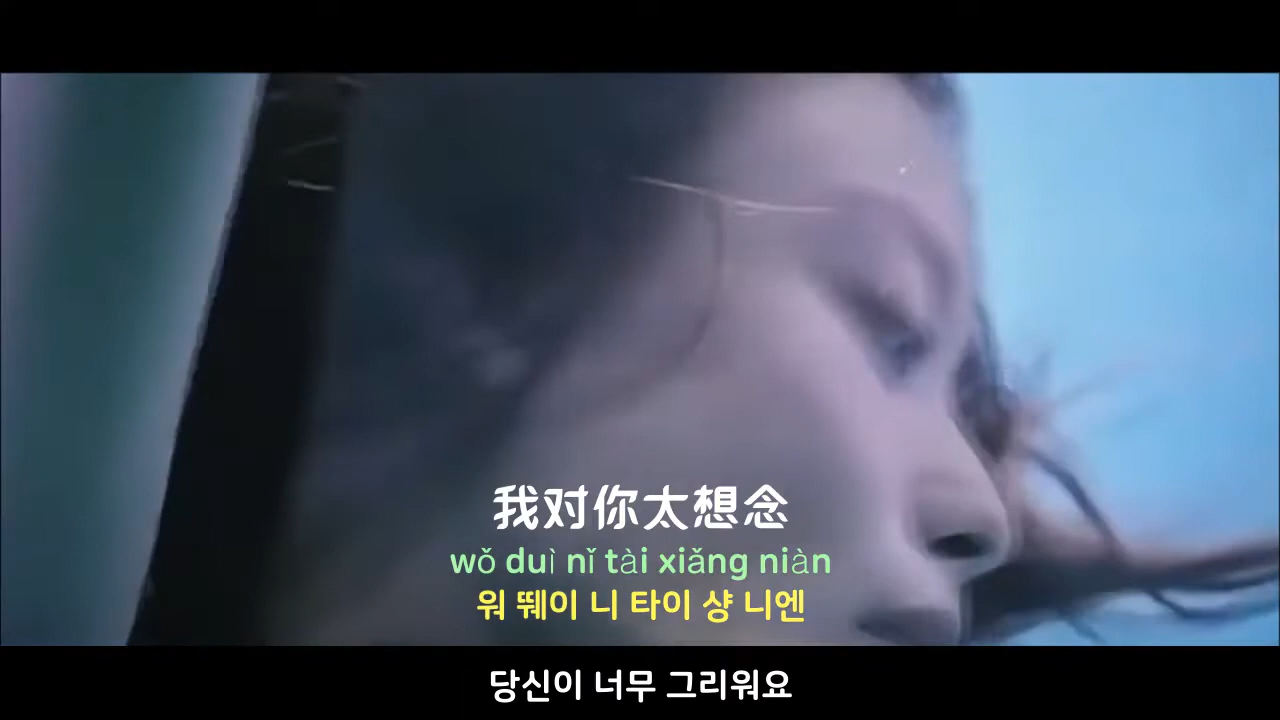 我对你太想念
wǒ duì nǐ tài xiǎng niàn
워 뛔이 니 타이 샹 니엔
당신이 너무 그리워요